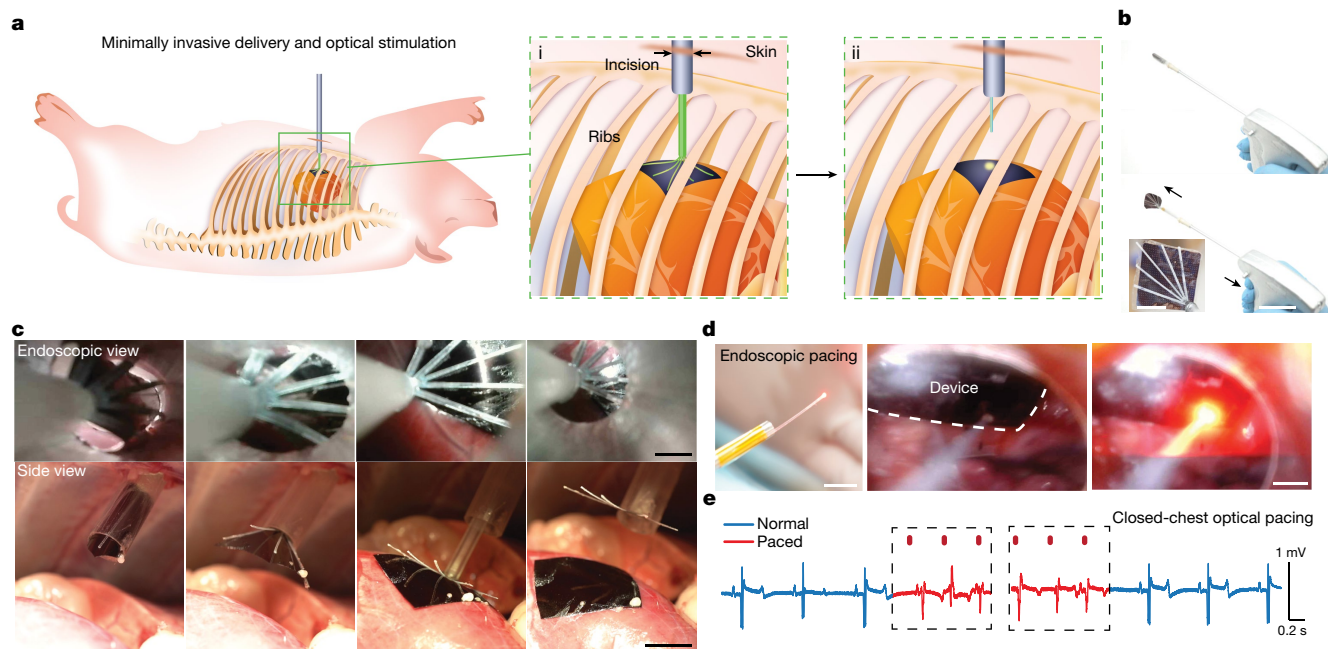 a
Minimally invasive delivery and optical stimulation
i
Incision
Skin
Ribs
ii
b
c
Endoscopic view
Side view
d
Endoscopic pacing
Device
e
Normal
Paced
Closed-chest optical pacing
1 mV
0.2 s